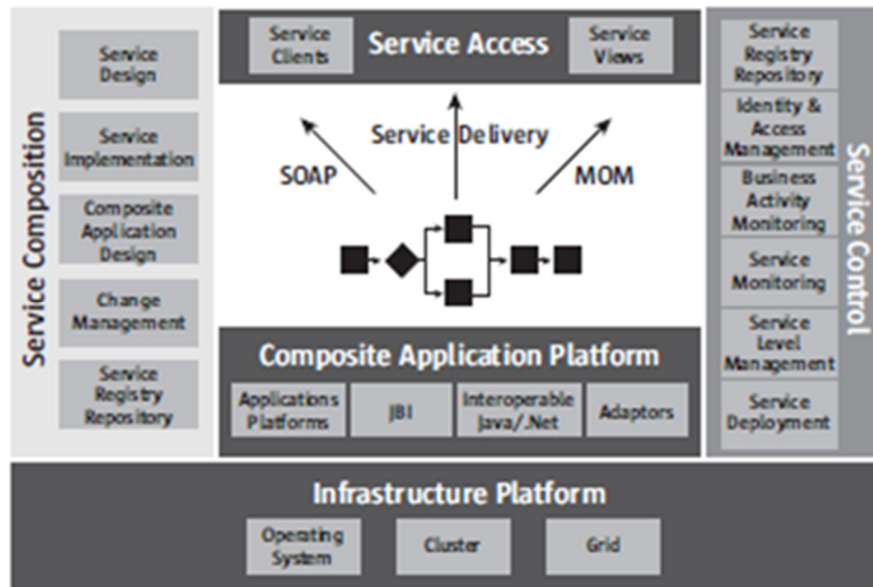 Service Composition
Service
Design
Service
Implementation
Composite
Application
Design
Change
Management
Service
Registry
Repository
Service
Clients
Service Access
Service
Views
Service Delivery
SOAP
MOM
Composite Application Platform
Applications
Platforms
JBI
Interoperable
Java/.Net
Adaptors
Service
Registry
Repository
Identity &
Access
Management
Business
Activity
Monitoring
Service
Monitoring
Service
Level
Management
Service
Deployment
Service Control
Infrastructure Platform
Operating
System
Cluster
Grid